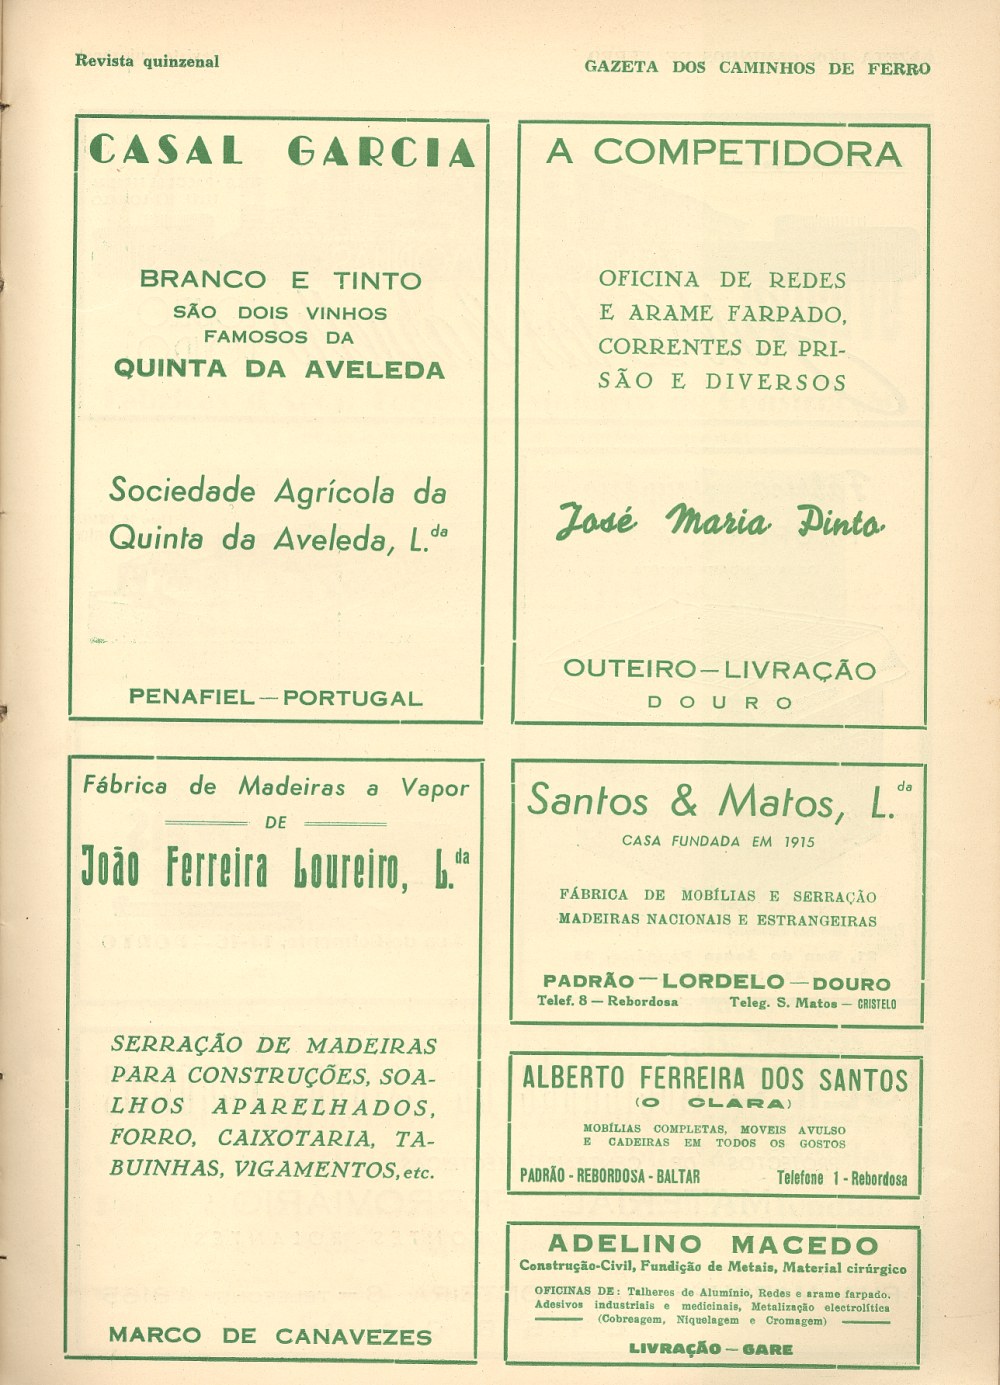 Revista quinzenal
GAZETA DOS CAMINHOS DE FERRO
CASAL GARCIA
BRANCO E TINTO
SÃO DOIS VINHOS
FAMOSOS DA
QUINTA DA AVELEDA
Sociedade Agrícola da
Quinta da Aveleda, L.da
PENAFIEL — PORTUGAL
A COMPETIDORA
OFICINA DE REDES
E ARAME FARPADO,
CORRENTES DE PRI-
SÃO E DIVERSOS
José Maria Pinto
OUTEIRO — LIVRAÇÃO
DOURO
Fábrica de Madeiras a Vapor
DE
João Ferreira Loureiro, L.da
SERRAÇÃO DE MADEIRAS
PARA CONSTRUÇÕES, SOA-
LHOS APARELHADOS,
FORRO, CAIXOTARIA, TA-
BUINHAS, VIGAMENTOS, etc.
MARCO DE CANAVEZES
Santos & Matos, L.da
CASA FUNDADA EM 1915
FÁBRICA DE MOBÍLIAS E SERRAÇÃO
MADEIRAS NACIONAIS E ESTRANGEIRAS
PADRÃO — LORDELO — DOURO
Telef. 8 — Rebordosa Teleg. S. Matos — CRISTELO
ALBERTO FERREIRA DOS SANTOS
(O CLARA)
MOBÍLIAS COMPLETAS, MOVEIS AVULSO
E CADEIRAS EM TODOS OS GOSTOS
PADRÃO - REBORDOSA - BALTAR Telefone 1 - Rebordosa
ADELINO MACEDO
Construção-Civil, Fundição de Metais, Material cirúrgico
OFICINAS DE: Talheres de Alumínio, Redes e arame farpado.
Adesivos industriais e medicinais, Metalização electrolítica
(Cobreagem, Niquelagem e Cromagem)
LIVRAÇÃO — GARE